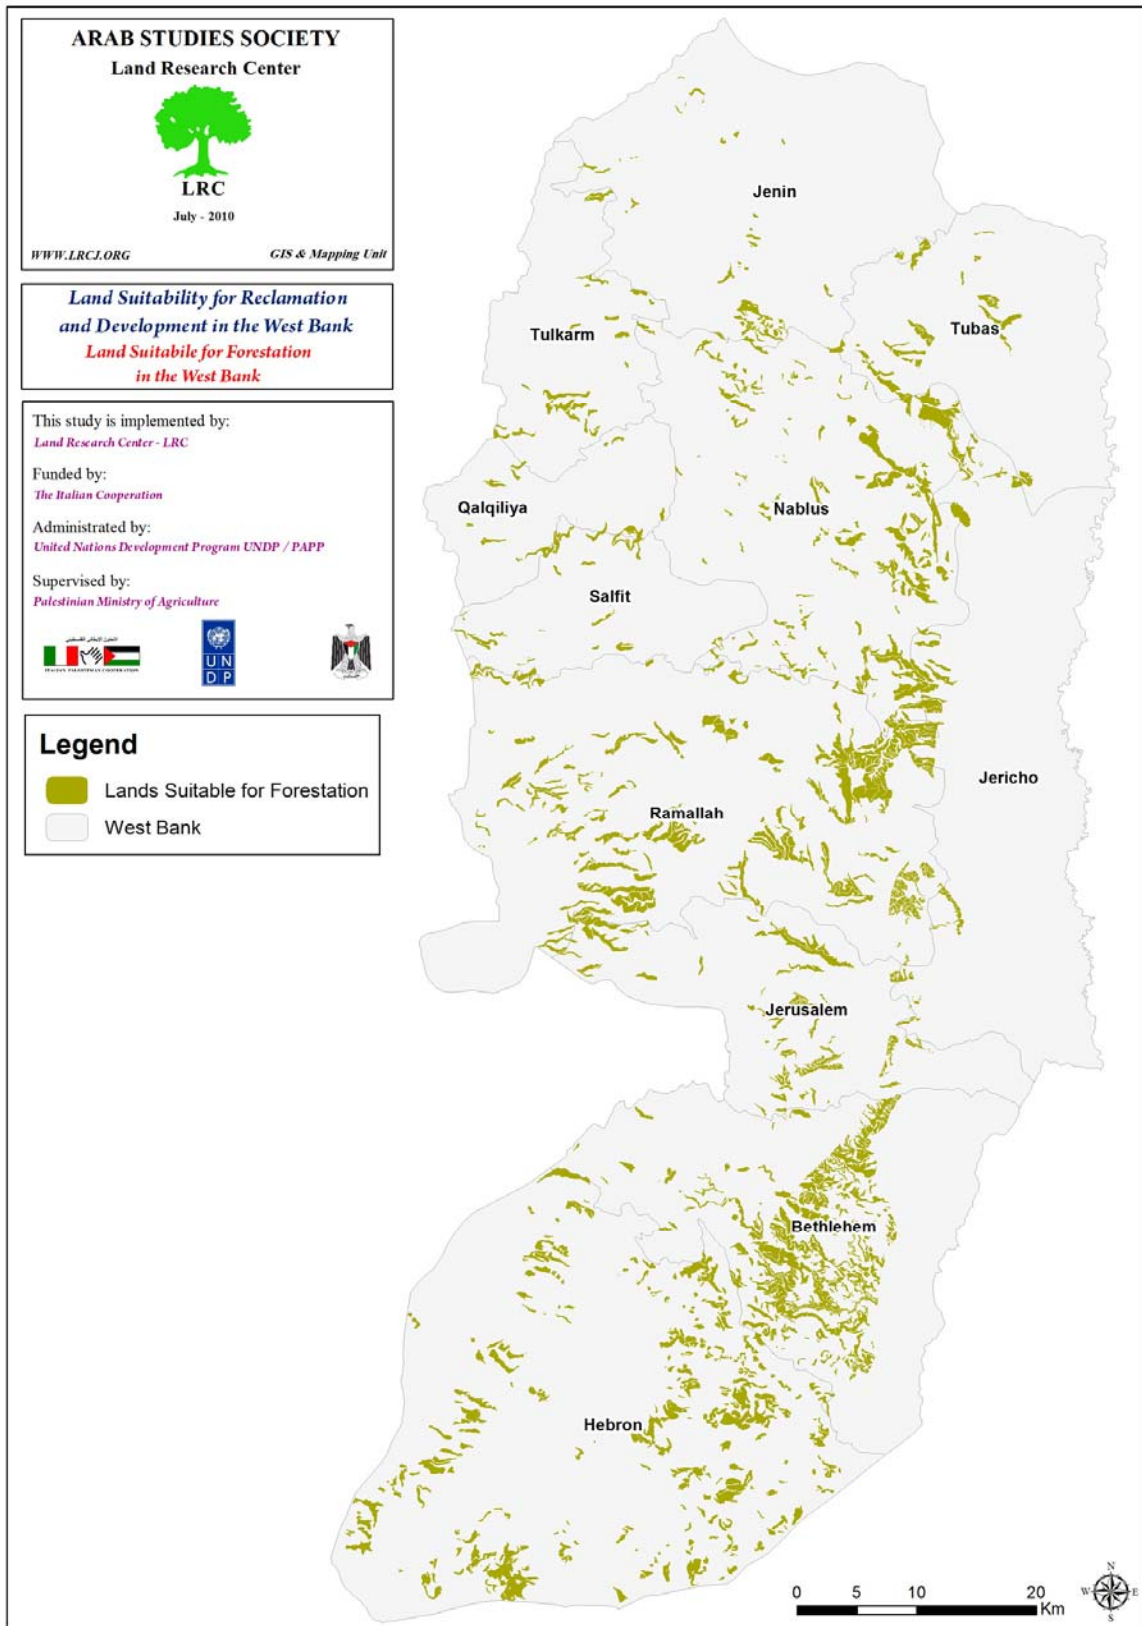 ARAB STUDIES SOCIETY
Land Research Center
LRC
July - 2010
WWW.LRCJ.ORG
GIS & Mapping Unit
Land Suitability for Reclamation
and Development in the West Bank
Land Suitabile for Forestation
in the West Bank
This study is implemented by:
Land Research Center - LRC
Funded by:
The Italian Cooperation
Administrated by:
United Nations Development Program UNDP / PAPP
Supervised by:
Palestinian Ministry of Agriculture
ITALIAN PALESTINIAN COOPERATION
UN
DP
Legend
Lands Suitable for Forestation
West Bank
Jenin
Tubas
Tulkarm
Qalqiliya
Nablus
Salfit
Jericho
Ramallah
Jerusalem
Bethlehem
Hebron
N
W
E
S
0 5 10 20
Km